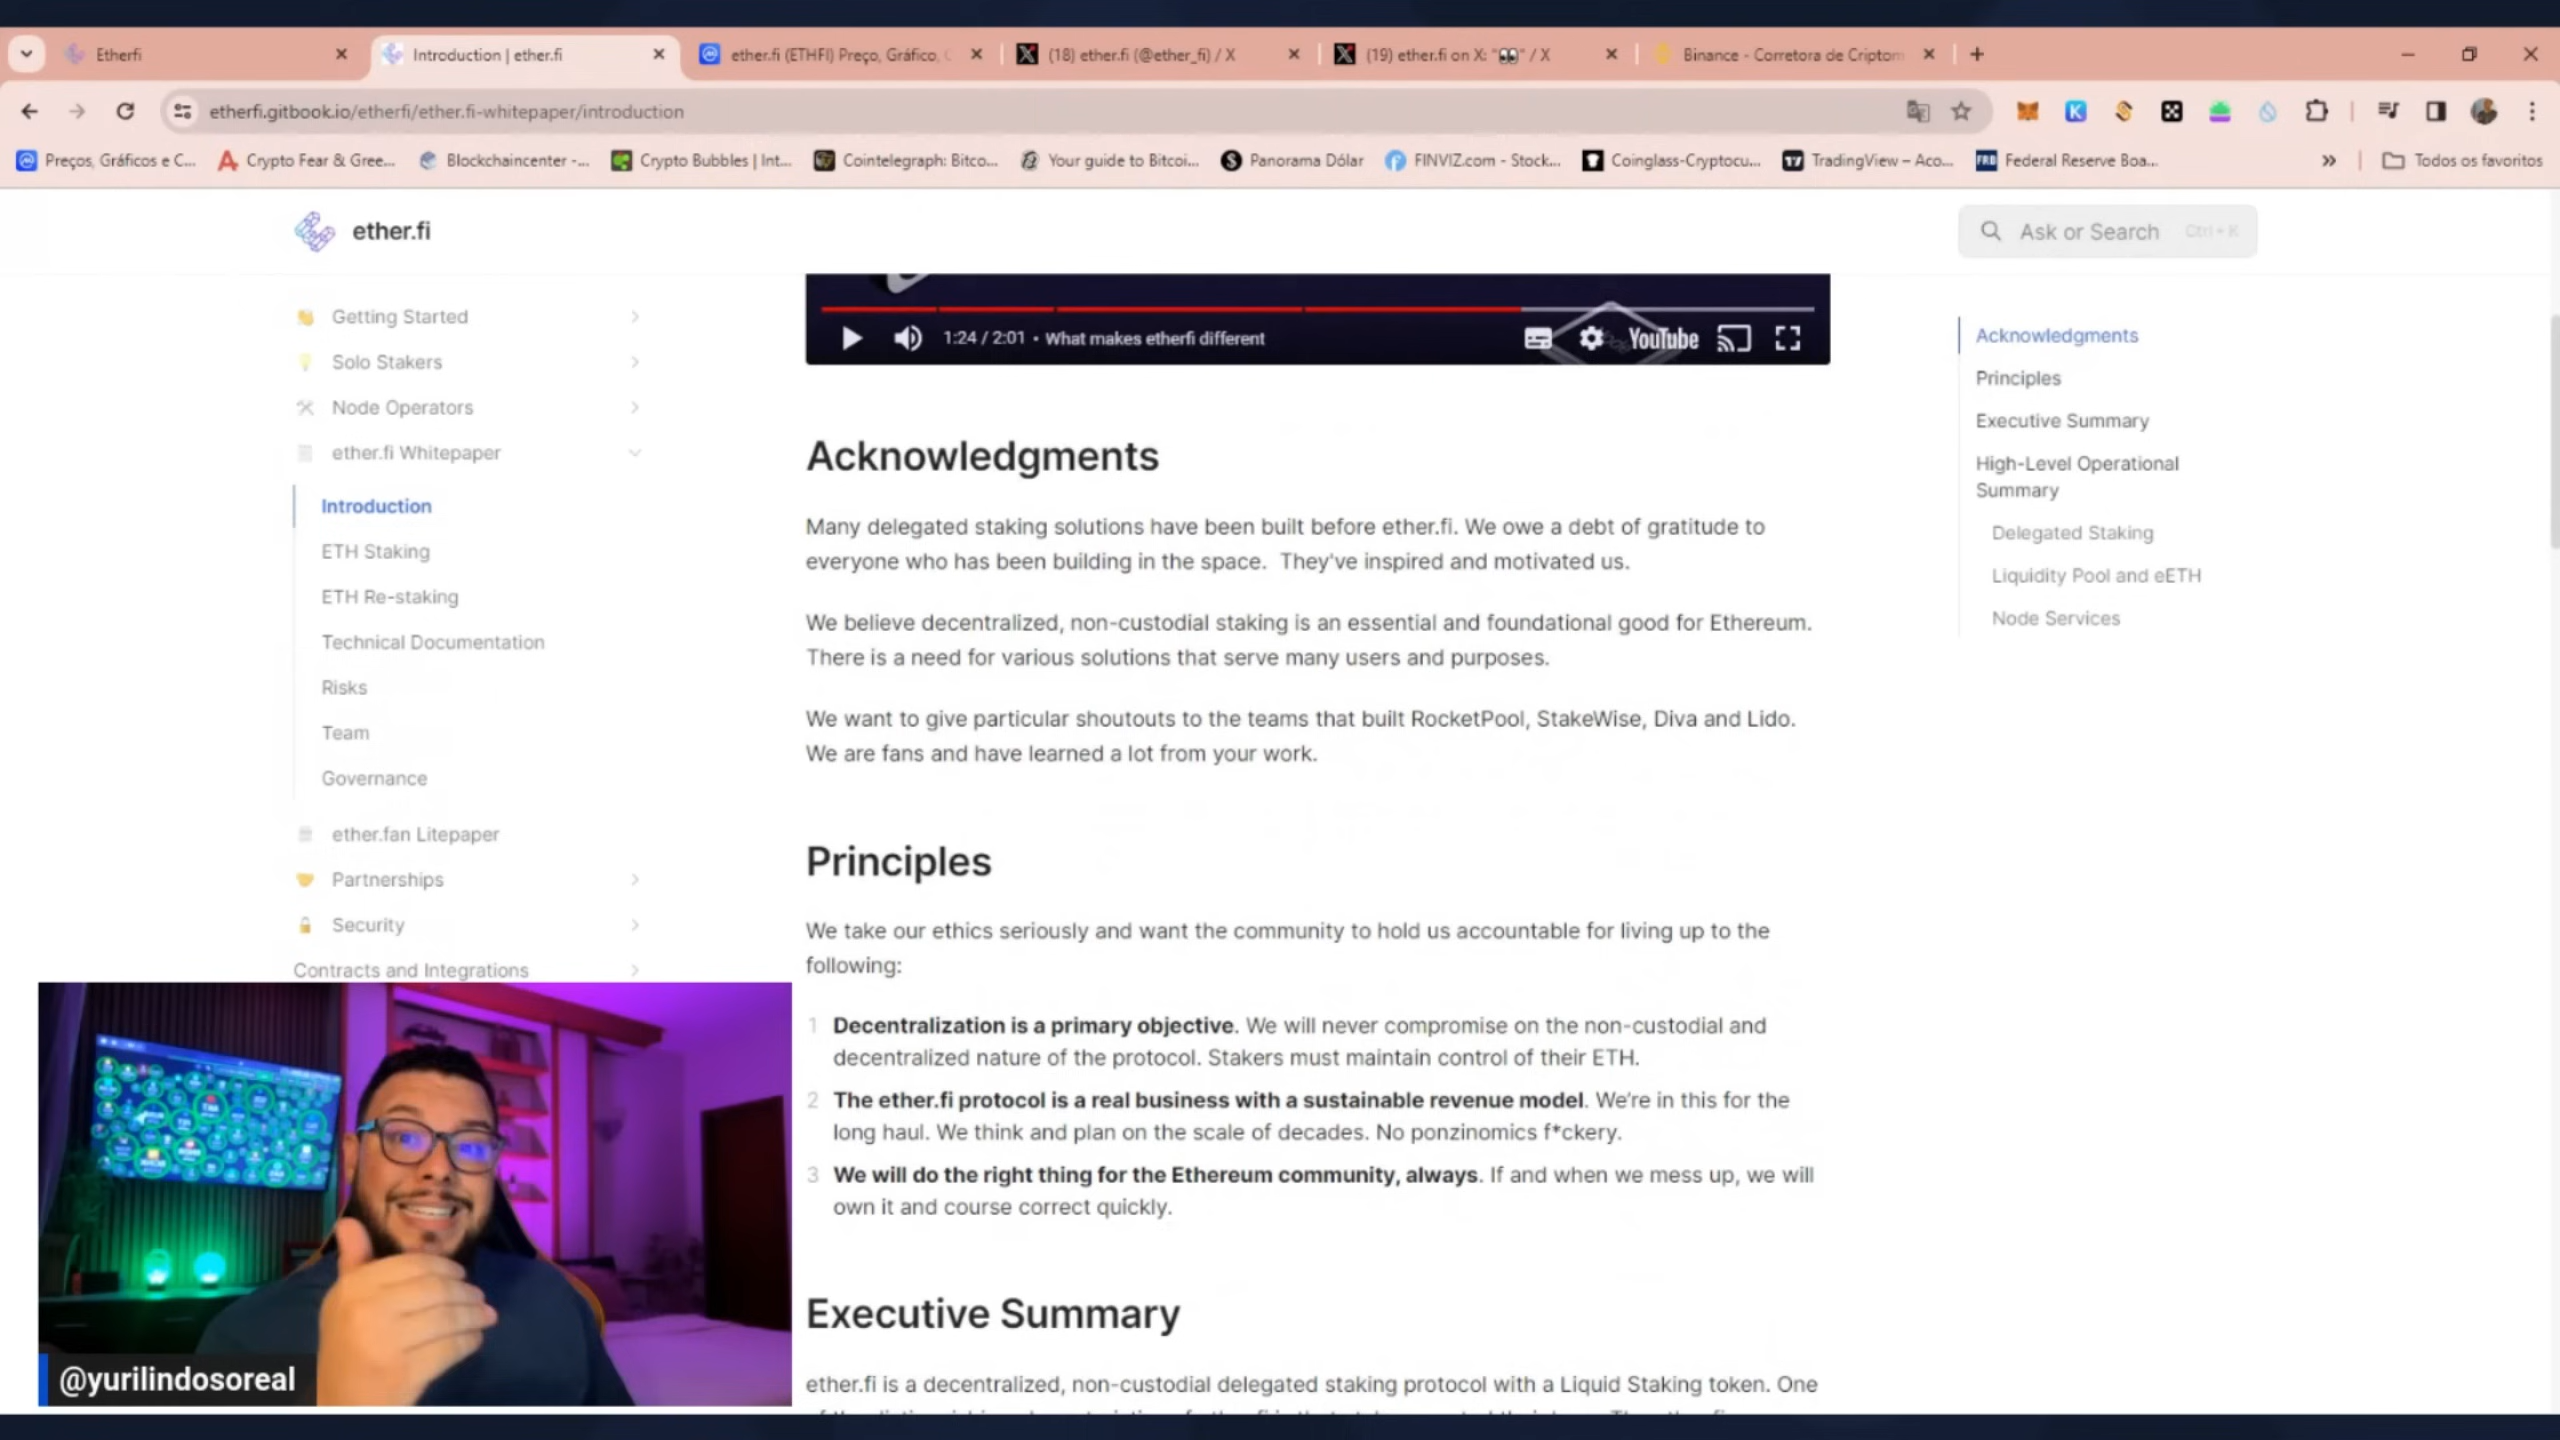 Etherfi
Introduction | ether.fi
ether.fi (ETHFI) Preço, Gráfico,
(18) ether.fi (@ether_fi) / X
(19) ether.fi on X: "👀" / X
Binance - Corretora de Criptom
etherfi.gitbook.io/etherfi/ether.fi-whitepaper/introduction
Preços, Gráficos e C...
Crypto Fear & Gree...
Blockchaincenter -...
Crypto Bubbles | Int...
Cointelegraph: Bitco...
Your guide to Bitcoi...
Panorama Dólar
FINVIZ.com - Stock...
Coinglass-Cryptocu...
TradingView – Aco...
Federal Reserve Boa...
Todos os favoritos
ether.fi
Ask or Search
Ctrl + K
Getting Started
Solo Stakers
Node Operators
ether.fi Whitepaper
Introduction
ETH Staking
ETH Re-staking
Technical Documentation
Risks
Team
Governance
ether.fan Litepaper
Partnerships
Security
Contracts and Integrations
1:24 / 2:01 • What makes etherfi different
YouTube
Acknowledgments
Many delegated staking solutions have been built before ether.fi. We owe a debt of gratitude to
everyone who has been building in the space. They've inspired and motivated us.
We believe decentralized, non-custodial staking is an essential and foundational good for Ethereum.
There is a need for various solutions that serve many users and purposes.
We want to give particular shoutouts to the teams that built RocketPool, StakeWise, Diva and Lido.
We are fans and have learned a lot from your work.
Principles
We take our ethics seriously and want the community to hold us accountable for living up to the
following:
1 Decentralization is a primary objective. We will never compromise on the non-custodial and
decentralized nature of the protocol. Stakers must maintain control of their ETH.
2 The ether.fi protocol is a real business with a sustainable revenue model. We're in this for the
long haul. We think and plan on the scale of decades. No ponzinomics f*ckery.
3 We will do the right thing for the Ethereum community, always. If and when we mess up, we will
own it and course correct quickly.
Executive Summary
ether.fi is a decentralized, non-custodial delegated staking protocol with a Liquid Staking token. One
Acknowledgments
Principles
Executive Summary
High-Level Operational
Summary
Delegated Staking
Liquidity Pool and eETH
Node Services
@yurilindosoreal